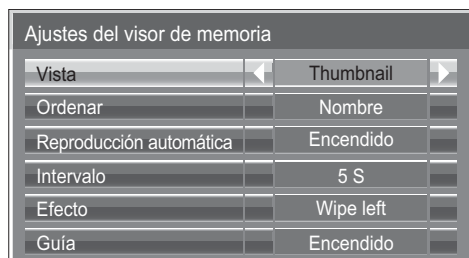 Ajustes del visor de memoria
Vista Thumbnail
Ordenar Nombre
Reproducción automática Encendido
Intervalo 5 S
Efecto Wipe left
Guía Encendido